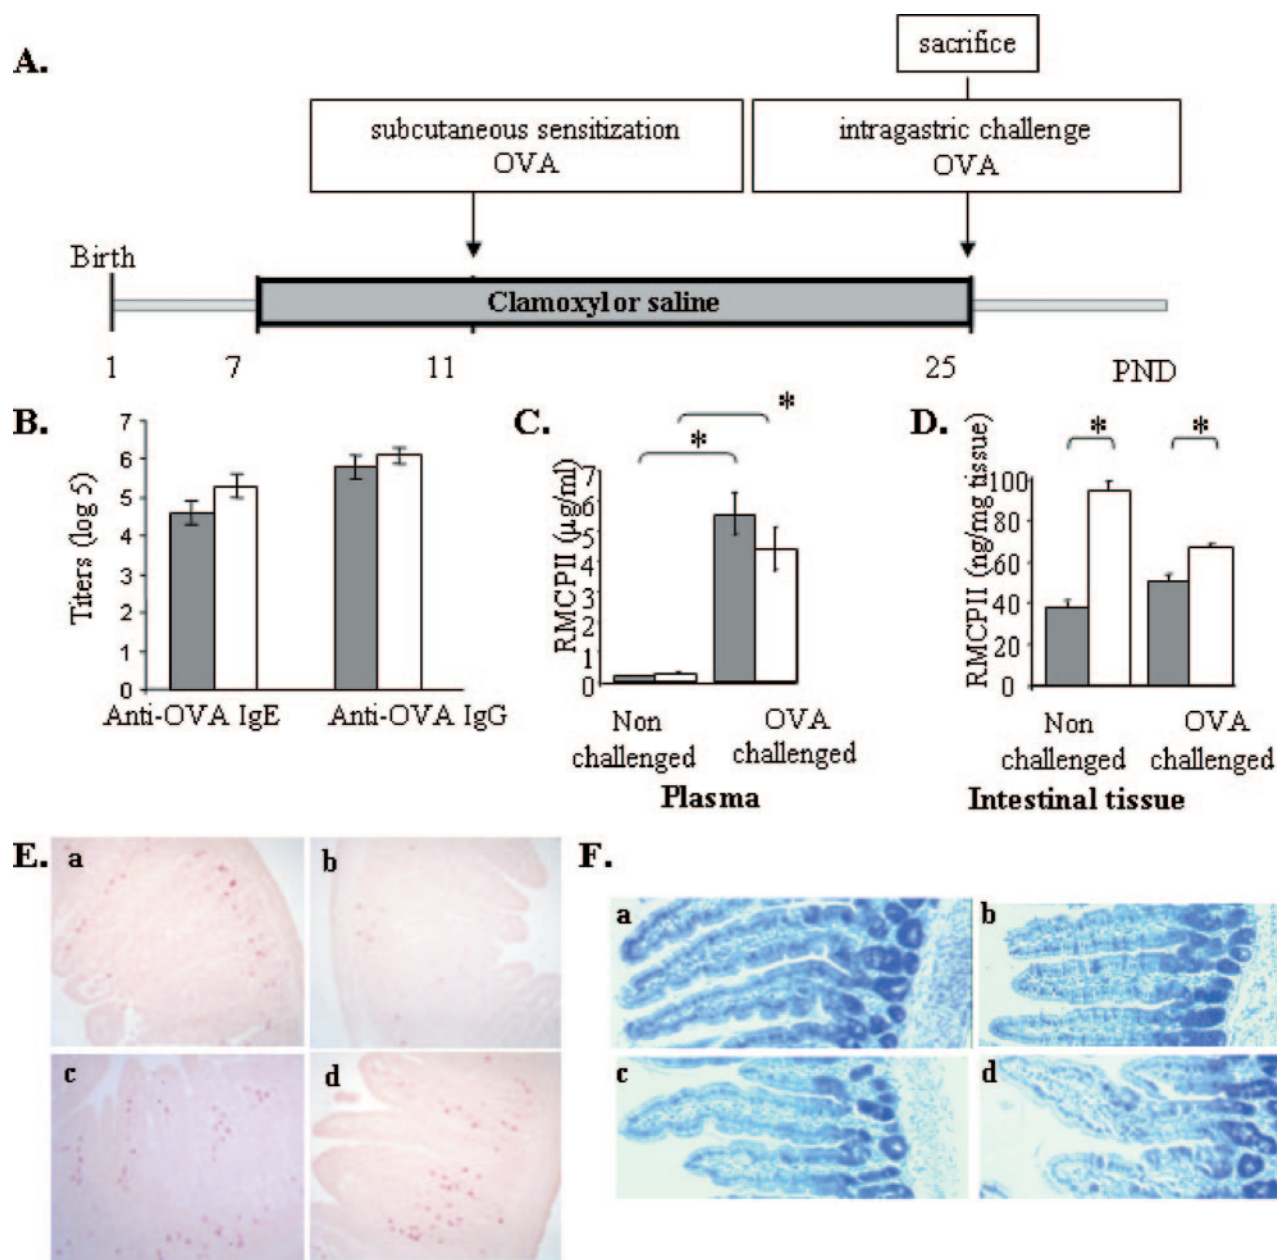 A.
sacrifice
subcutaneous sensitization
OVA
intragastric challenge
OVA
Birth
Clamoxyl or saline
1 7 11 25 PND
B.
Titers (log 5)
7
6
5
4
3
2
1
0
Anti-OVA IgE Anti-OVA IgG
C.
* *
RMCPII (µg/ml)
7
6
5
4
3
2
1
0
Non
challenged
OVA
challenged
Plasma
D.
* *
RMCPII (ng/mg tissue)
100
80
60
40
20
0
Non
challenged
OVA
challenged
Intestinal tissue
E.
a b
c d
F.
a b
c d